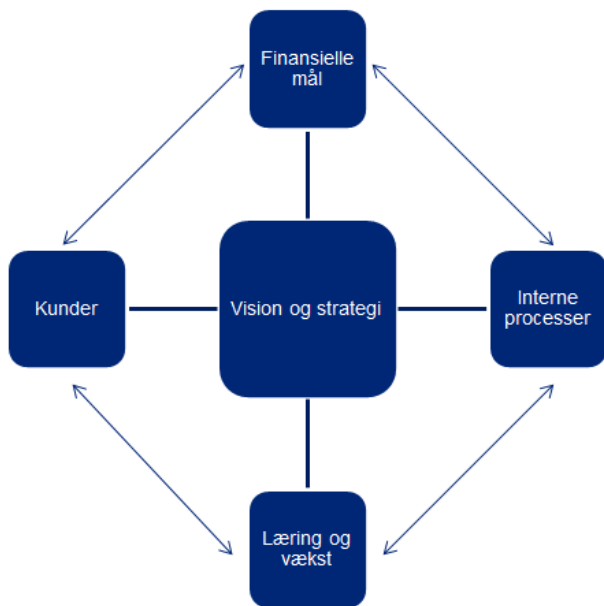 Finansielle
mål
Kunder
Vision og strategi
Interne
processer
Læring og
vækst